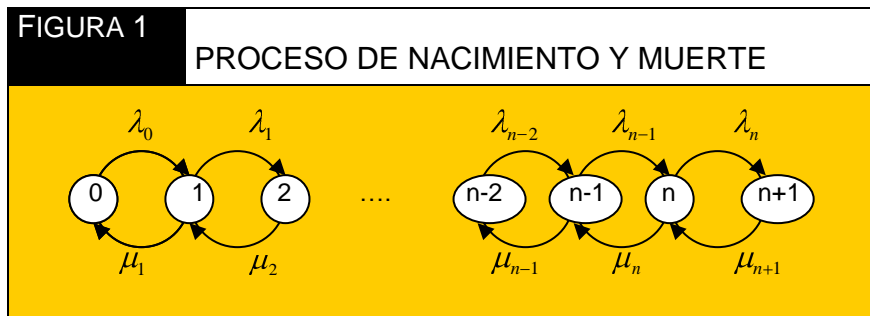 FIGURA 1
PROCESO DE NACIMIENTO Y MUERTE
λ₀ λ₁ λₙ₋₂ λₙ₋₁ λₙ
0 1 2 .... n-2 n-1 n n+1
μ₁ μ₂ μₙ₋₁ μₙ μₙ₊₁